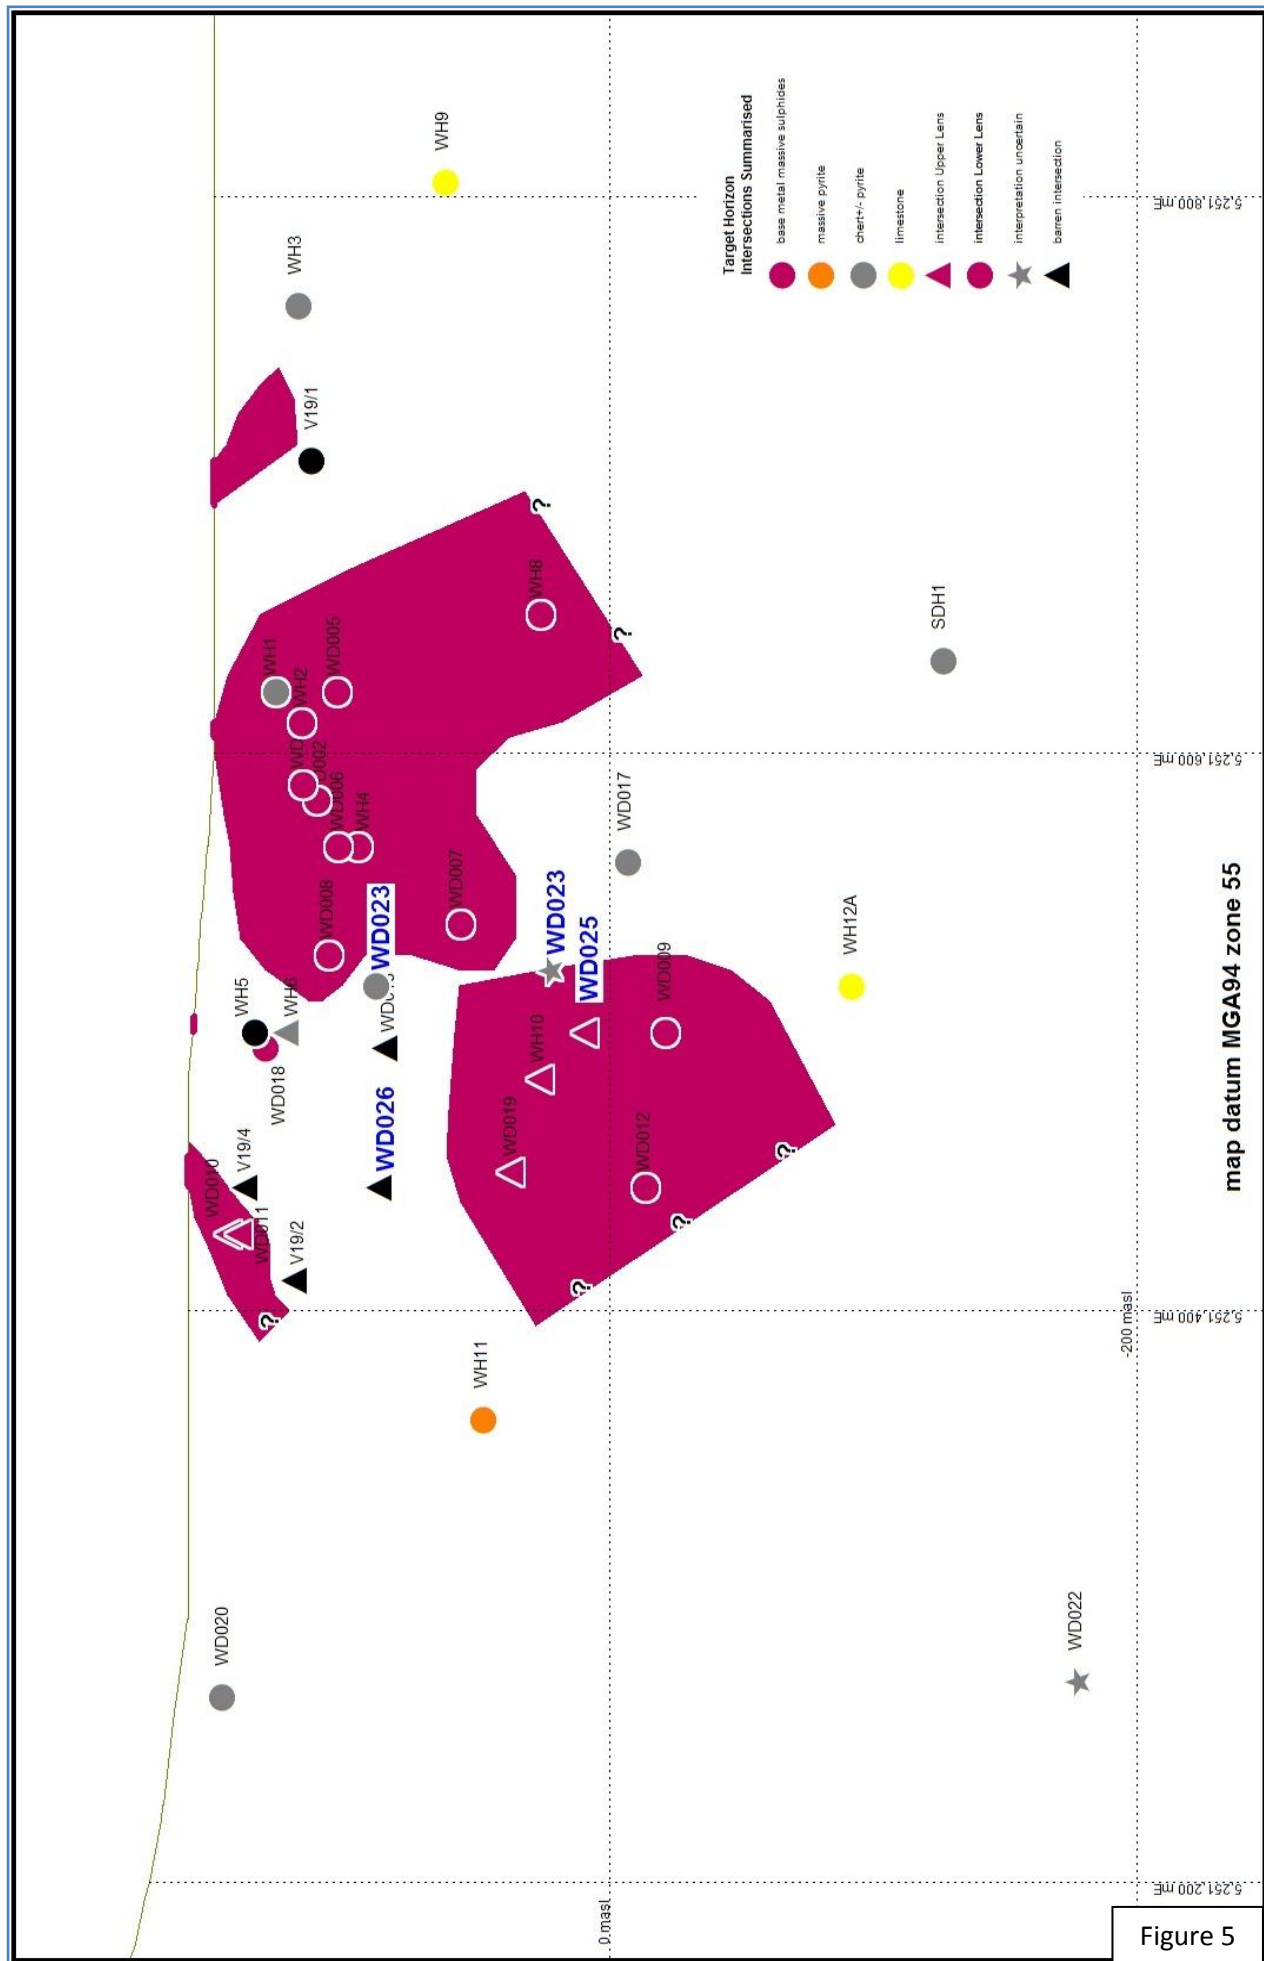 WH9
WH3
V19/1
Target Horizon
Intersections Summarised
base metal massive sulphides
massive pyrite
chert+/- pyrite
limestone
intersection Upper Lens
intersection Lower Lens
interpretation uncertain
barren intersection
5,251,800 mE
?
WH8
?
SDH1
WH1
WH2
WD005
WD
D002
WD006
WH4
5,251,600 mE
WD017
WD008
WD023
WD007
WD023
WD025
WD009
WH12A
WH5
WH6
WD018
WH10
WD026
V19/4
WD019
WD012
?
WD010
WD011
V19/2
?
?
?
WH11
-200 masl
5,251,400 mE
WD020
WD022
0 masl
5,251,200 mE
map datum MGA94 zone 55
Figure 5